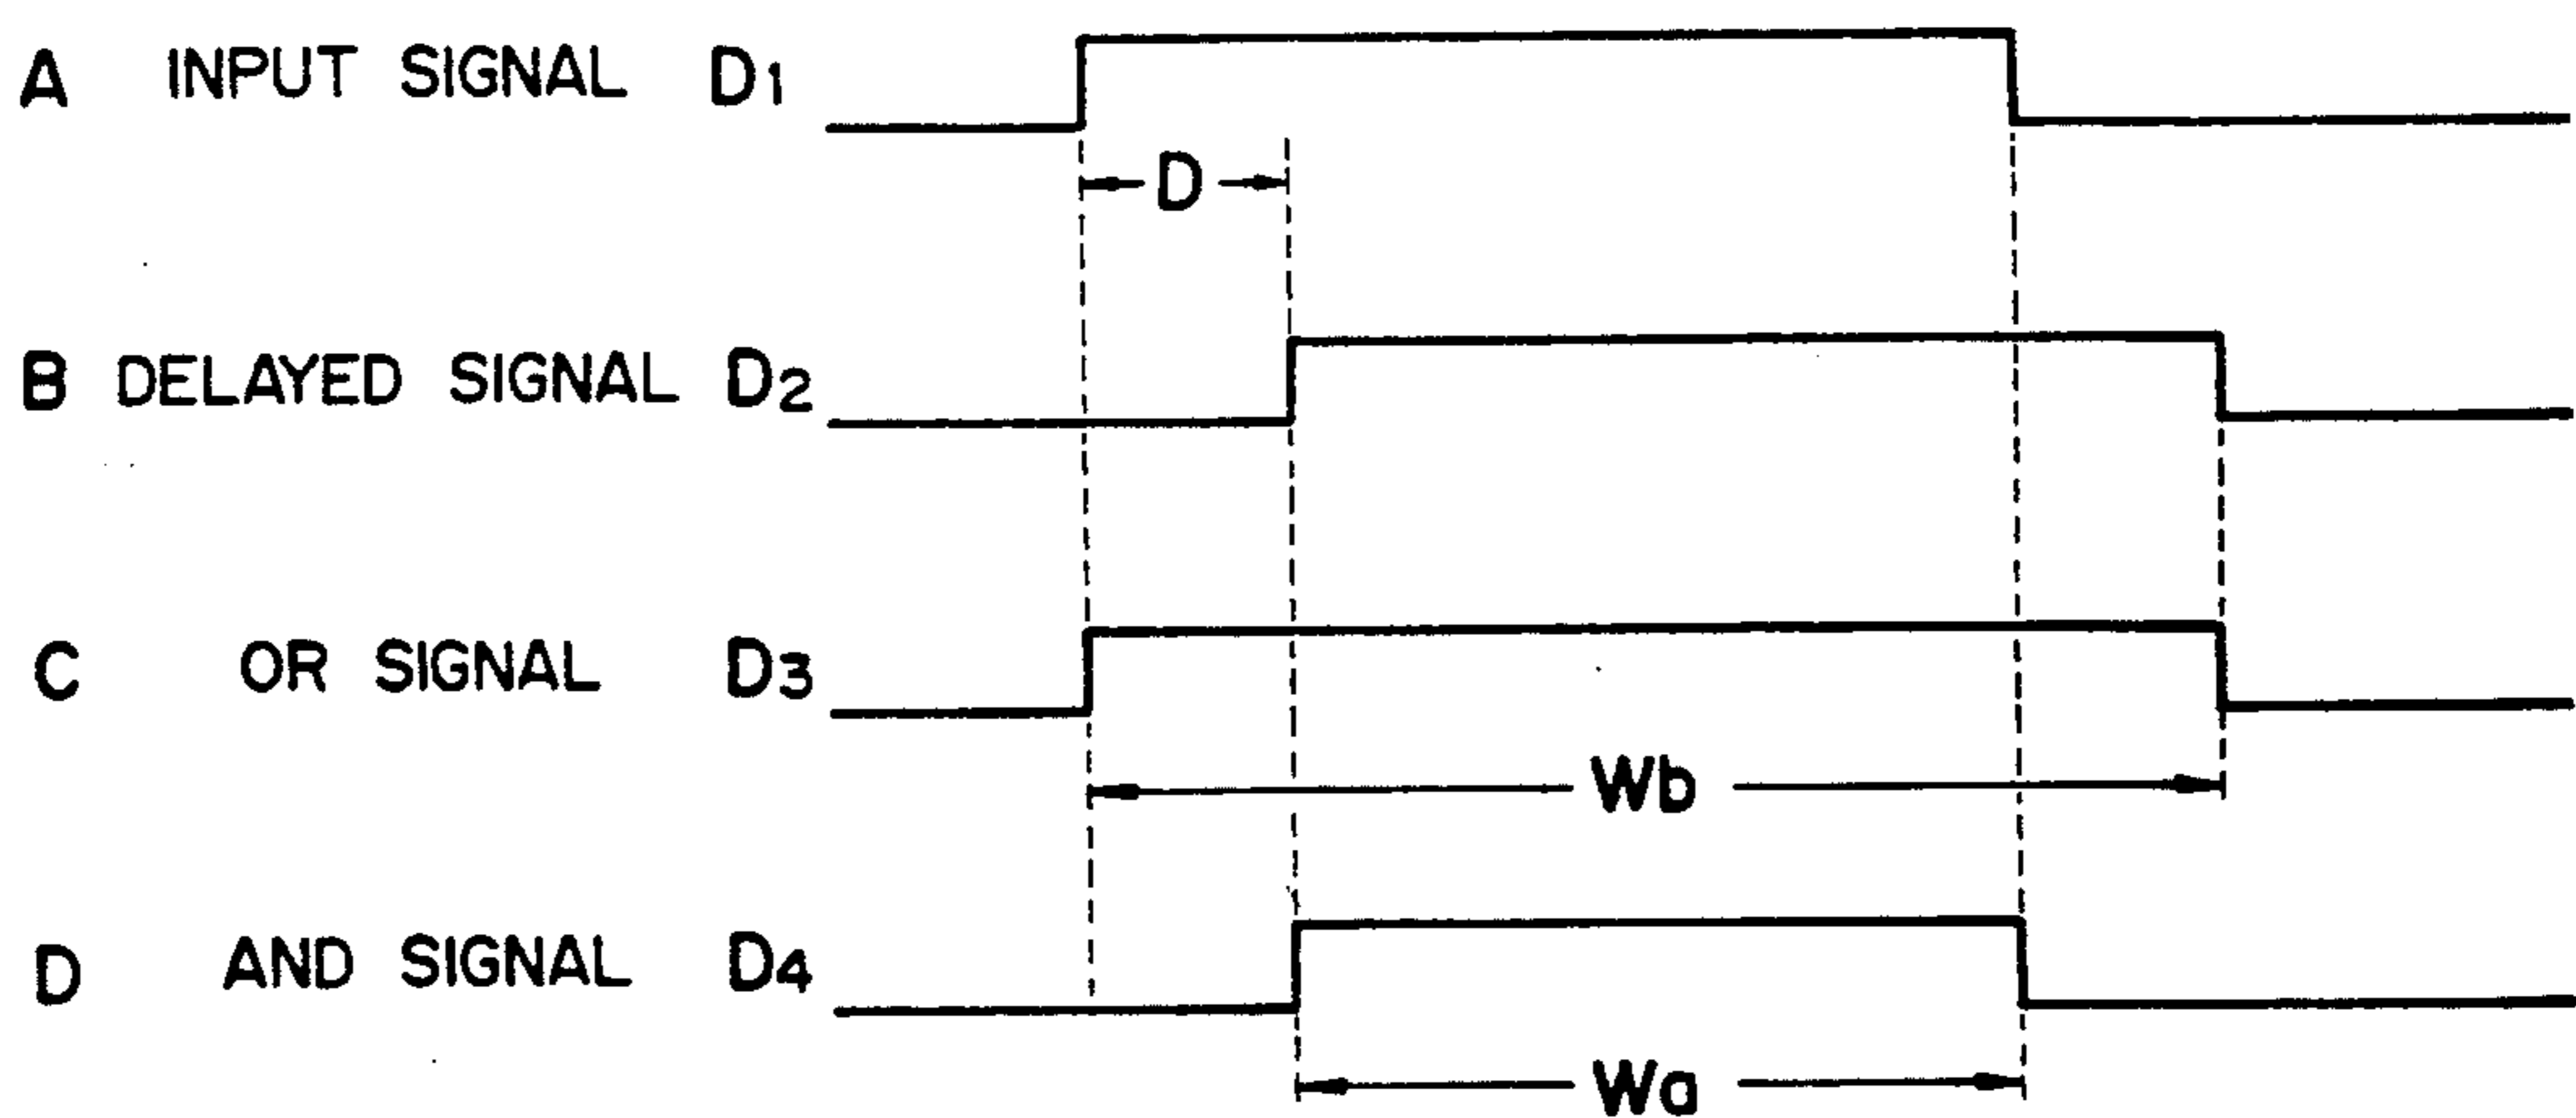 A INPUT SIGNAL D1
D
B DELAYED SIGNAL D2
C OR SIGNAL D3
Wb
D AND SIGNAL D4
Wa